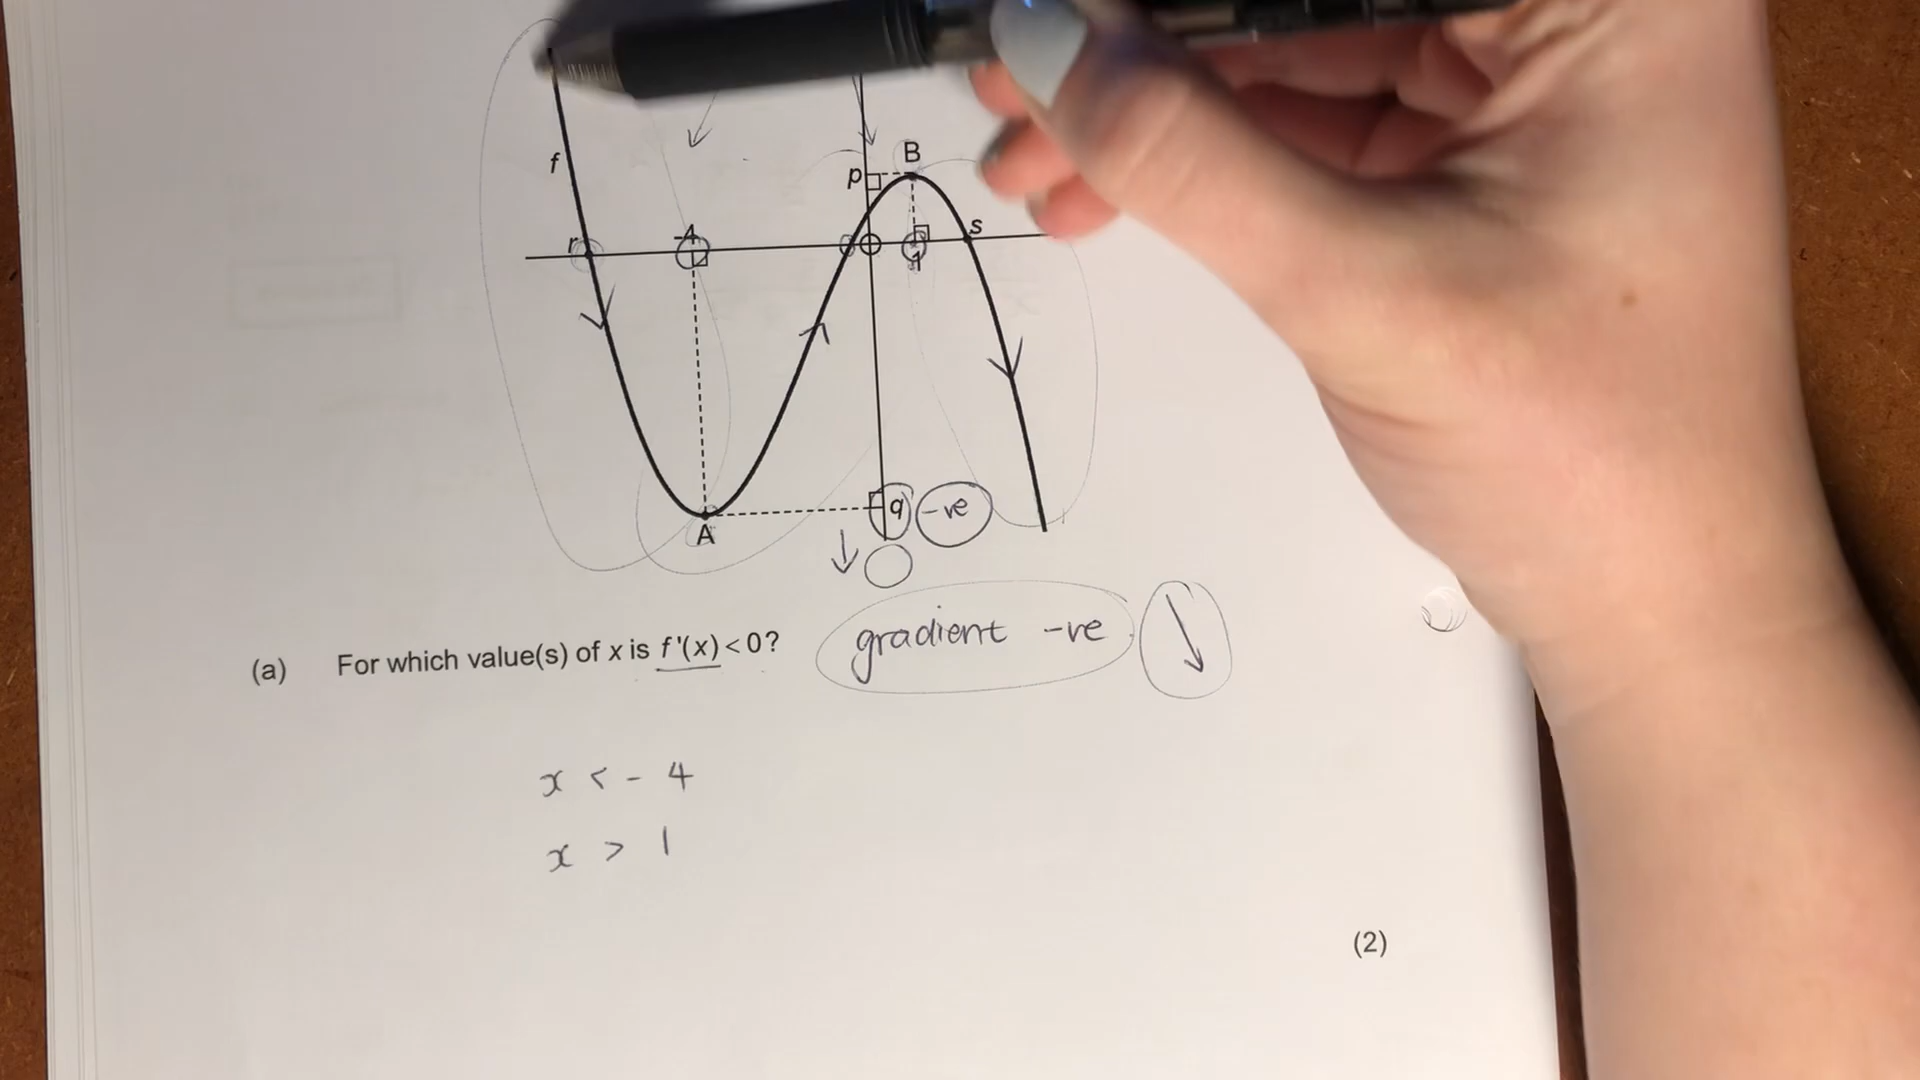 B
p
f
s
r -4
1
q -ve
A
gradient -ve
(a) For which value(s) of x is f'(x)<0?
x < - 4
x > 1
(2)